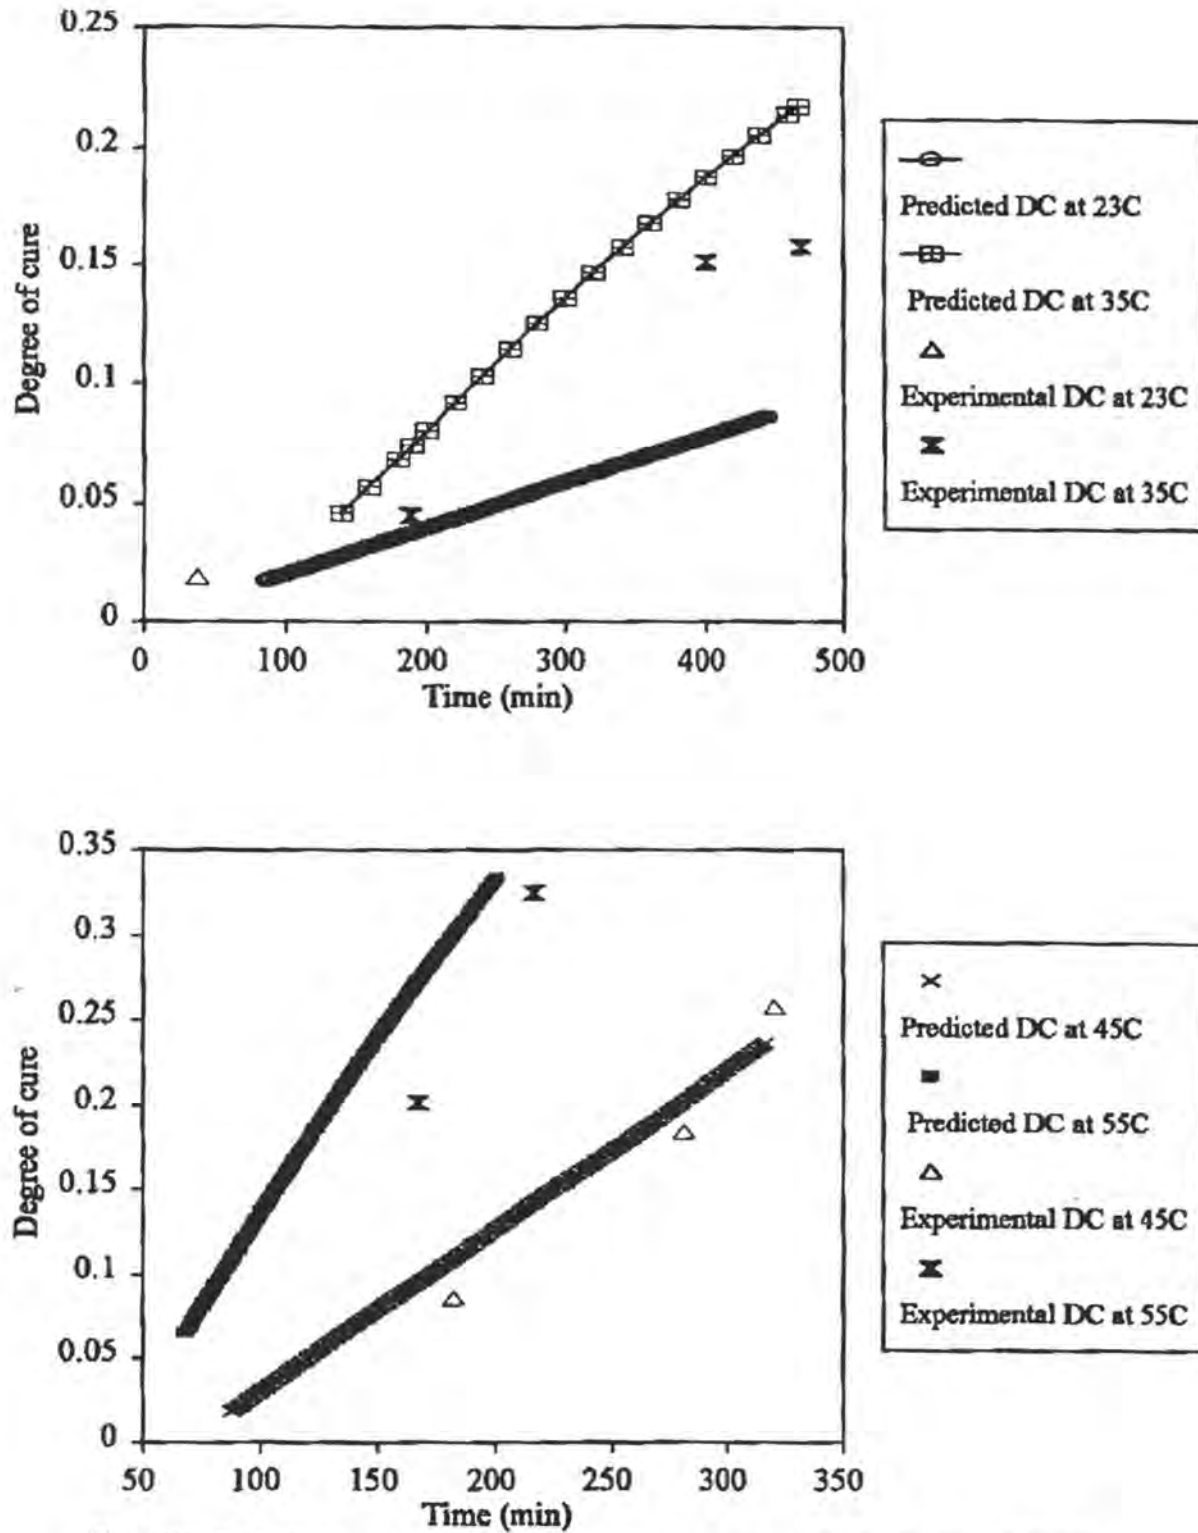 0.25
0.2
0.15
0.1
0.05
0
Degree of cure
0 100 200 300 400 500
Time (min)
Predicted DC at 23C
Predicted DC at 35C
Experimental DC at 23C
Experimental DC at 35C
0.35
0.3
0.25
0.2
0.15
0.1
0.05
0
Degree of cure
50 100 150 200 250 300 350
Time (min)
Predicted DC at 45C
Predicted DC at 55C
Experimental DC at 45C
Experimental DC at 55C